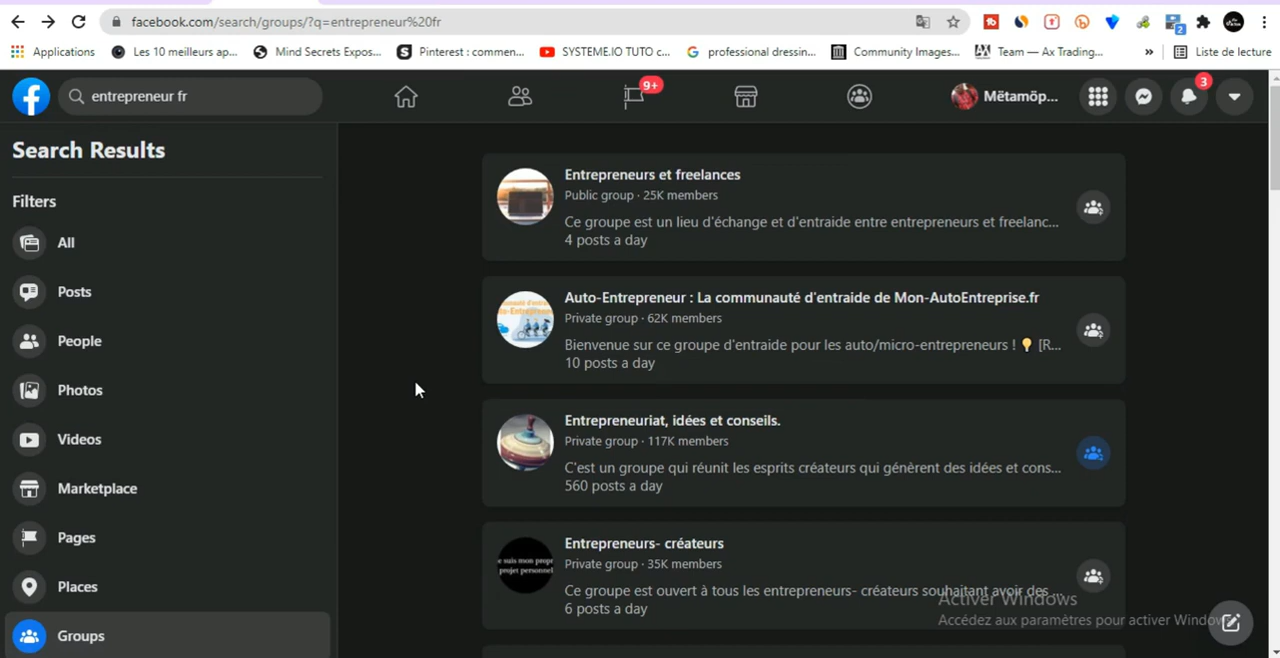 facebook.com/search/groups/?q=entrepreneur%20fr
2
Applications
Les 10 meilleurs ap...
Mind Secrets Expos...
Pinterest : commen...
SYSTEME.IO TUTO c...
professional dressin...
Community Images...
Team — Ax Trading...
»
Liste de lecture
entrepreneur fr
9+
Mëtamöp...
3
Search Results
Filters
All
Posts
People
Photos
Videos
Marketplace
Pages
Places
Groups
Entrepreneurs et freelances
Public group · 25K members
Ce groupe est un lieu d'échange et d'entraide entre entrepreneurs et freelanc...
4 posts a day
Auto-Entrepreneur : La communauté d'entraide de Mon-AutoEntreprise.fr
Private group · 62K members
Bienvenue sur ce groupe d'entraide pour les auto/micro-entrepreneurs ! 💡 [R...
10 posts a day
Entrepreneuriat, idées et conseils.
Private group · 117K members
C'est un groupe qui réunit les esprits créateurs qui génèrent des idées et cons...
560 posts a day
e suis mon propr
projet personnel
Entrepreneurs- créateurs
Private group · 35K members
Ce groupe est ouvert à tous les entrepreneurs- créateurs souhaitant avoir des ...
6 posts a day
Activer Windows
Accédez aux paramètres pour activer Windows